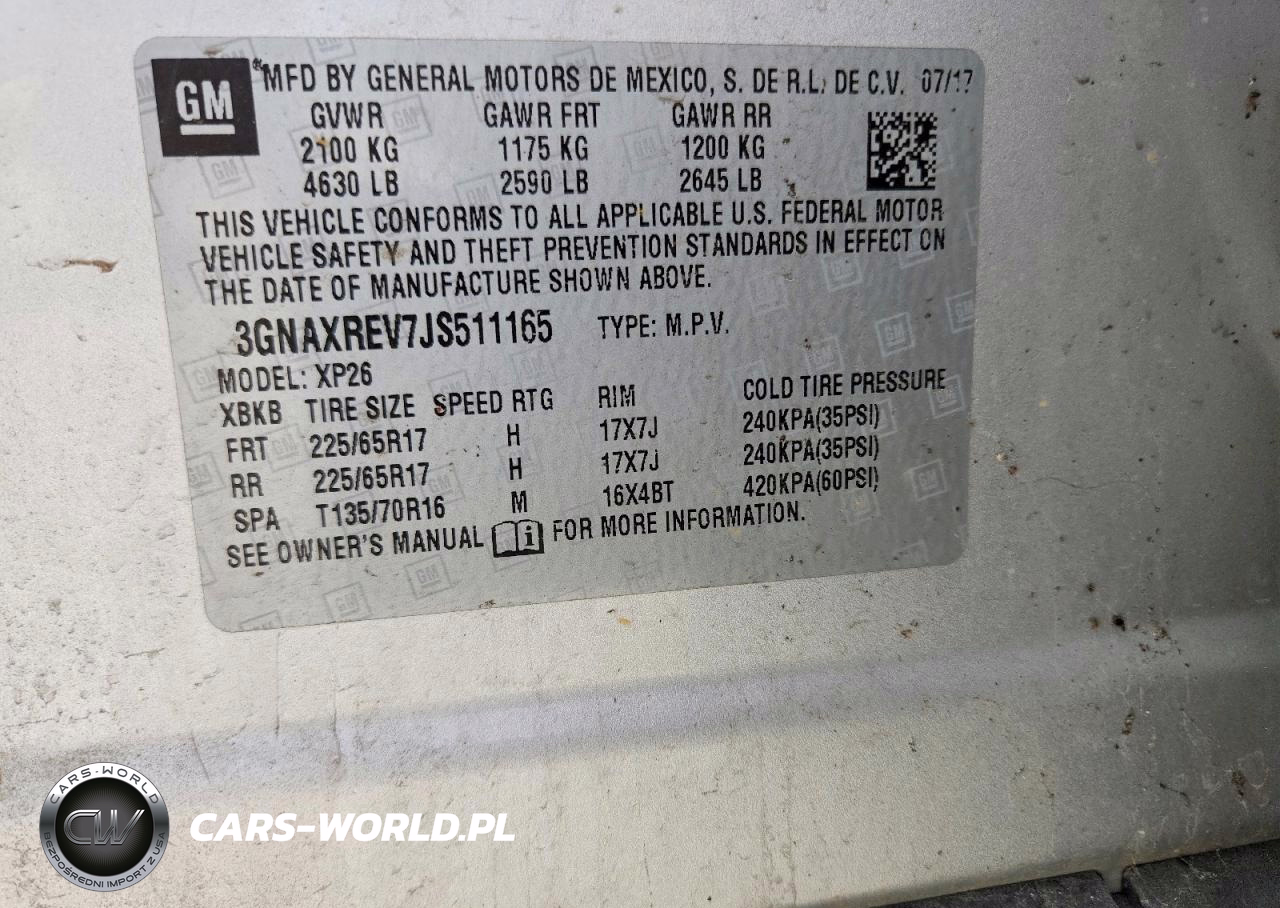 GM MFD BY GENERAL MOTORS DE MEXICO, S. DE R.L. DE C.V. 07/17
GVWR GAWR FRT GAWR RR
2100 KG 1175 KG 1200 KG
4630 LB 2590 LB 2645 LB
THIS VEHICLE CONFORMS TO ALL APPLICABLE U.S. FEDERAL MOTOR
VEHICLE SAFETY AND THEFT PREVENTION STANDARDS IN EFFECT ON
THE DATE OF MANUFACTURE SHOWN ABOVE.
3GNAXREV7JS511165 TYPE: M.P.V.
MODEL: XP26
XBKB TIRE SIZE SPEED RTG RIM COLD TIRE PRESSURE
FRT 225/65R17 H 17X7J 240KPA(35PSI)
RR 225/65R17 H 17X7J 240KPA(35PSI)
SPA T135/70R16 M 16X4BT 420KPA(60PSI)
SEE OWNER'S MANUAL i FOR MORE INFORMATION.
CARS-WORLD
CW
BEZPOŚREDNI IMPORT Z USA
CARS-WORLD.PL